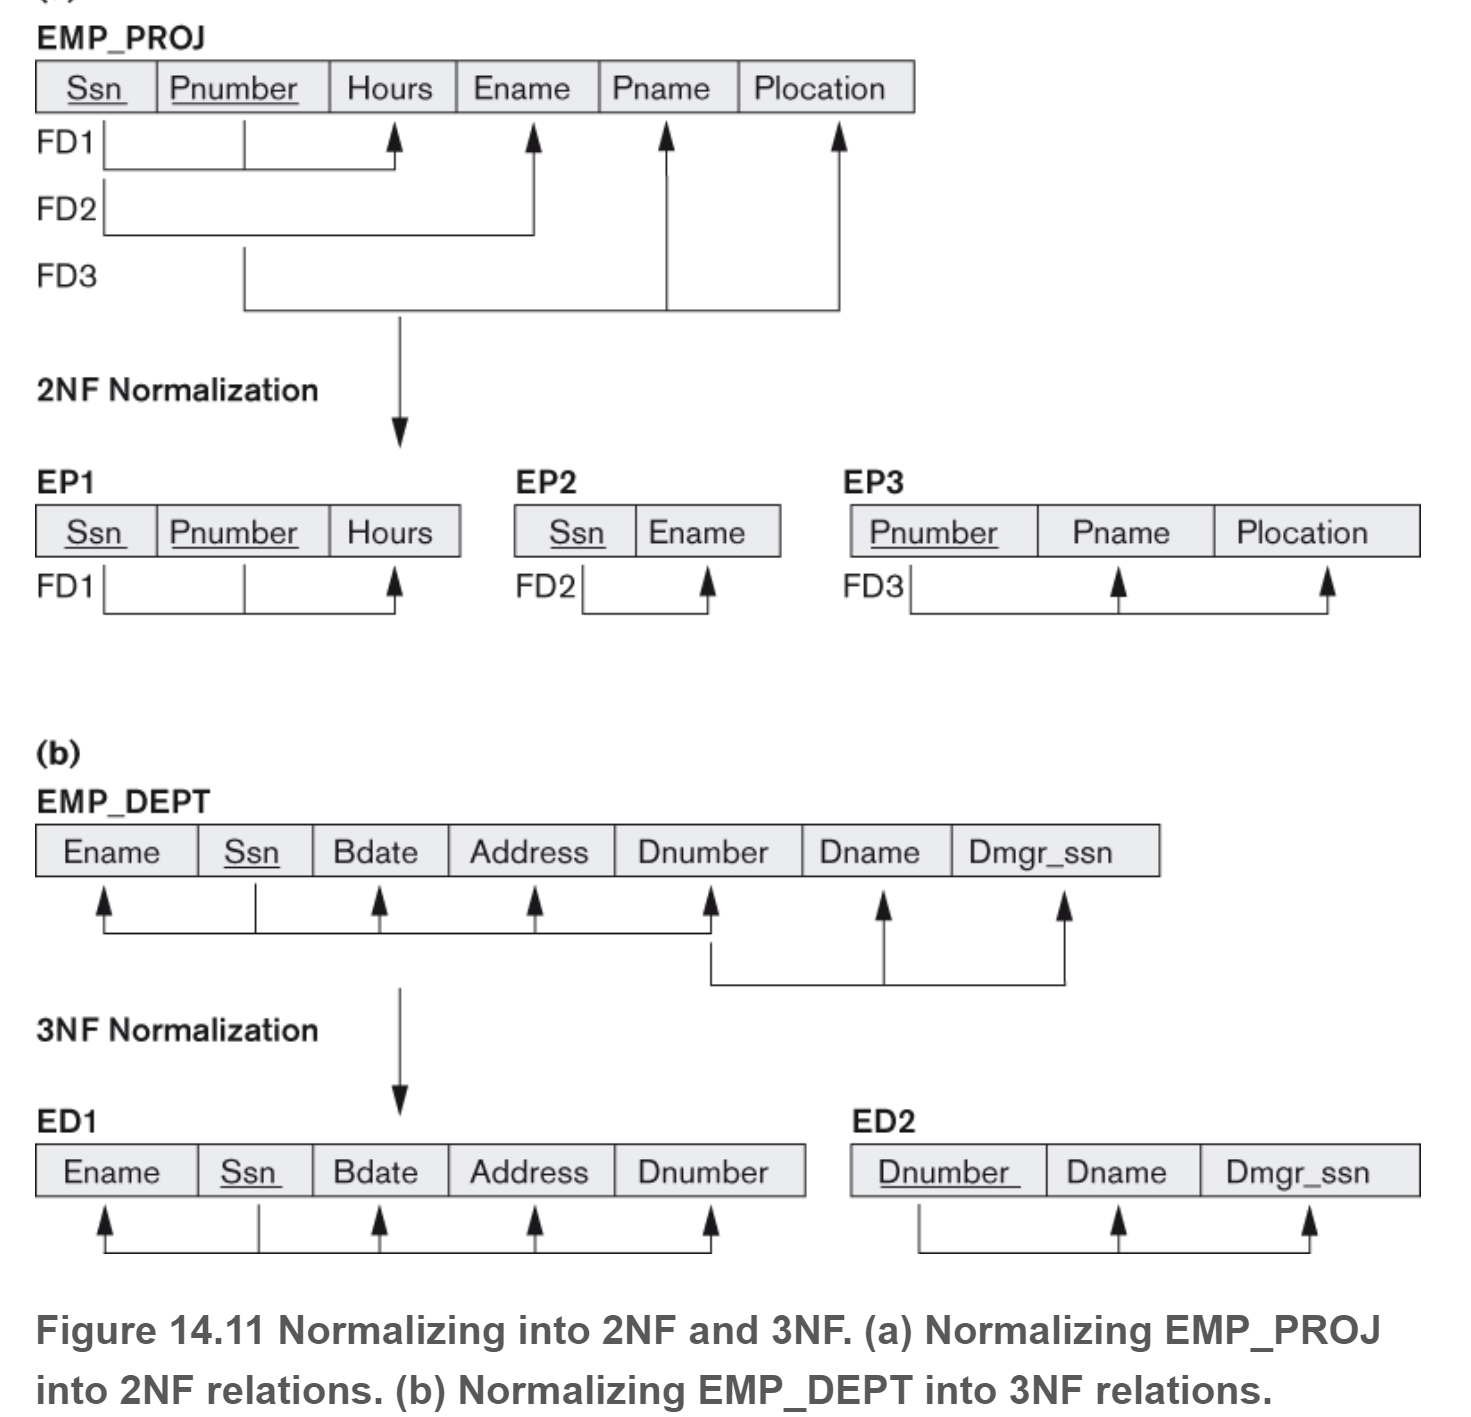 EMP_PROJ
Ssn Pnumber Hours Ename Pname Plocation
FD1
FD2
FD3
2NF Normalization
EP1 EP2 EP3
Ssn Pnumber Hours Ssn Ename Pnumber Pname Plocation
FD1 FD2 FD3
(b)
EMP_DEPT
Ename Ssn Bdate Address Dnumber Dname Dmgr_ssn
3NF Normalization
ED1 ED2
Ename Ssn Bdate Address Dnumber Dnumber Dname Dmgr_ssn
Figure 14.11 Normalizing into 2NF and 3NF. (a) Normalizing EMP_PROJ
into 2NF relations. (b) Normalizing EMP_DEPT into 3NF relations.